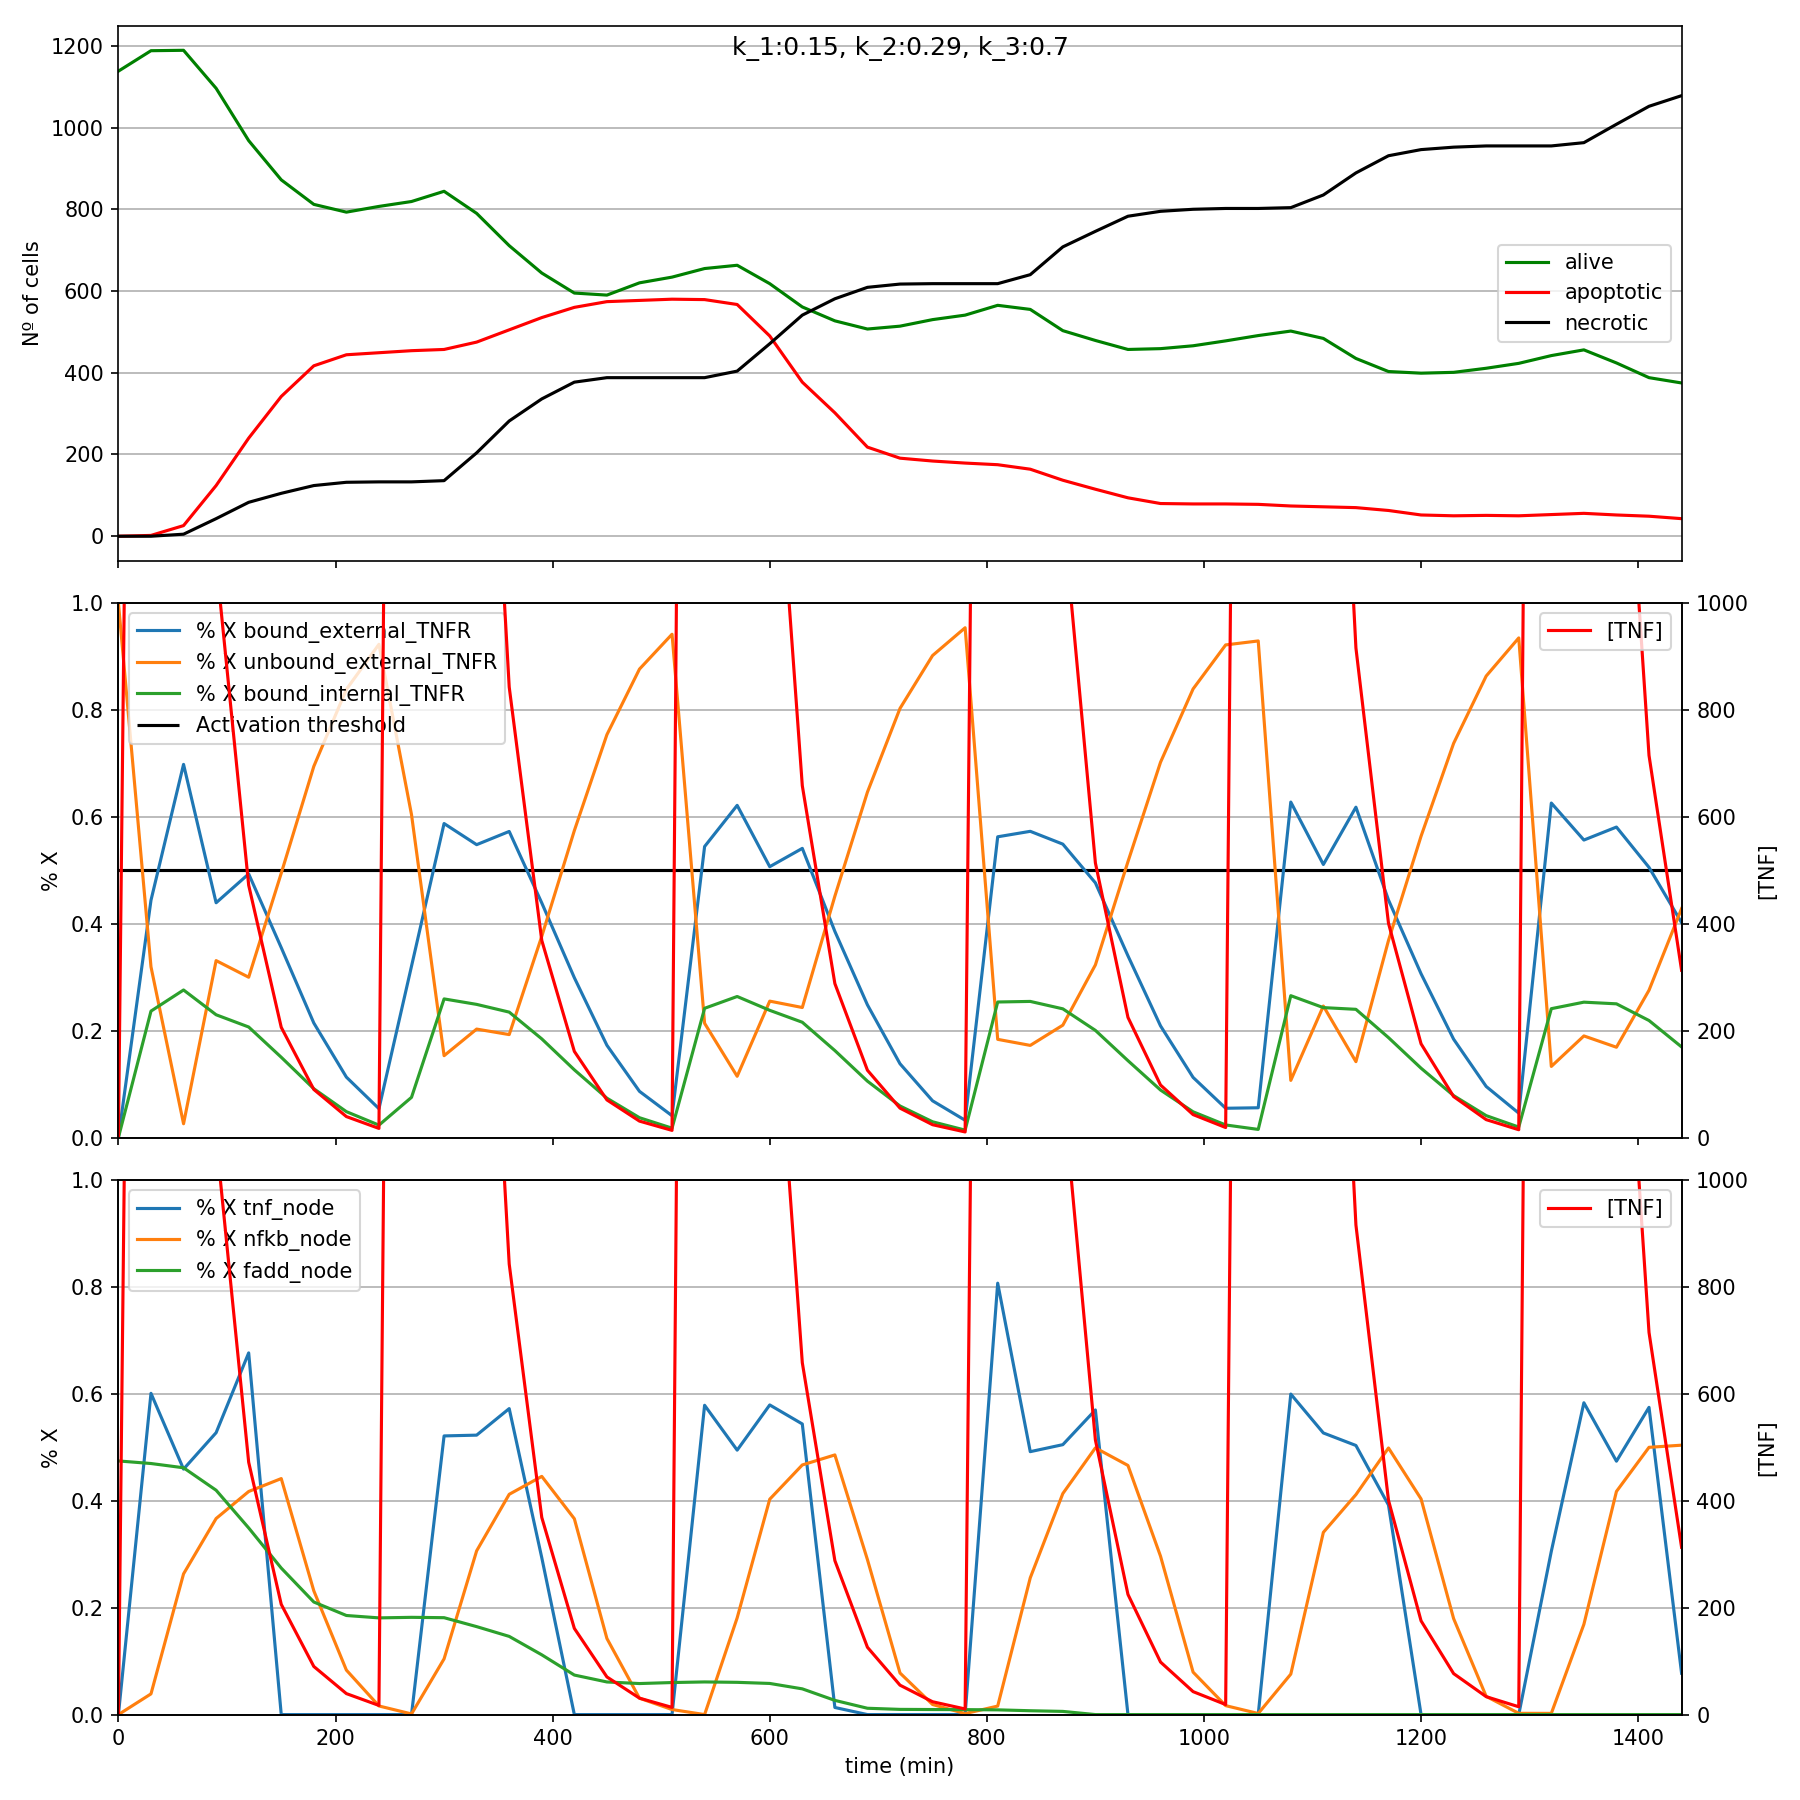 k_1:0.15, k_2:0.29, k_3:0.7
1200
1000
800
600
400
200
0
Nº of cells
alive
apoptotic
necrotic
1.0
0.8
0.6
0.4
0.2
0.0
% X
% X bound_external_TNFR
% X unbound_external_TNFR
% X bound_internal_TNFR
Activation threshold
[TNF]
1000
800
600
400
200
0
[TNF]
1.0
0.8
0.6
0.4
0.2
0.0
% X
% X tnf_node
% X nfkb_node
% X fadd_node
[TNF]
1000
800
600
400
200
0
[TNF]
0 200 400 600 800 1000 1200 1400
time (min)